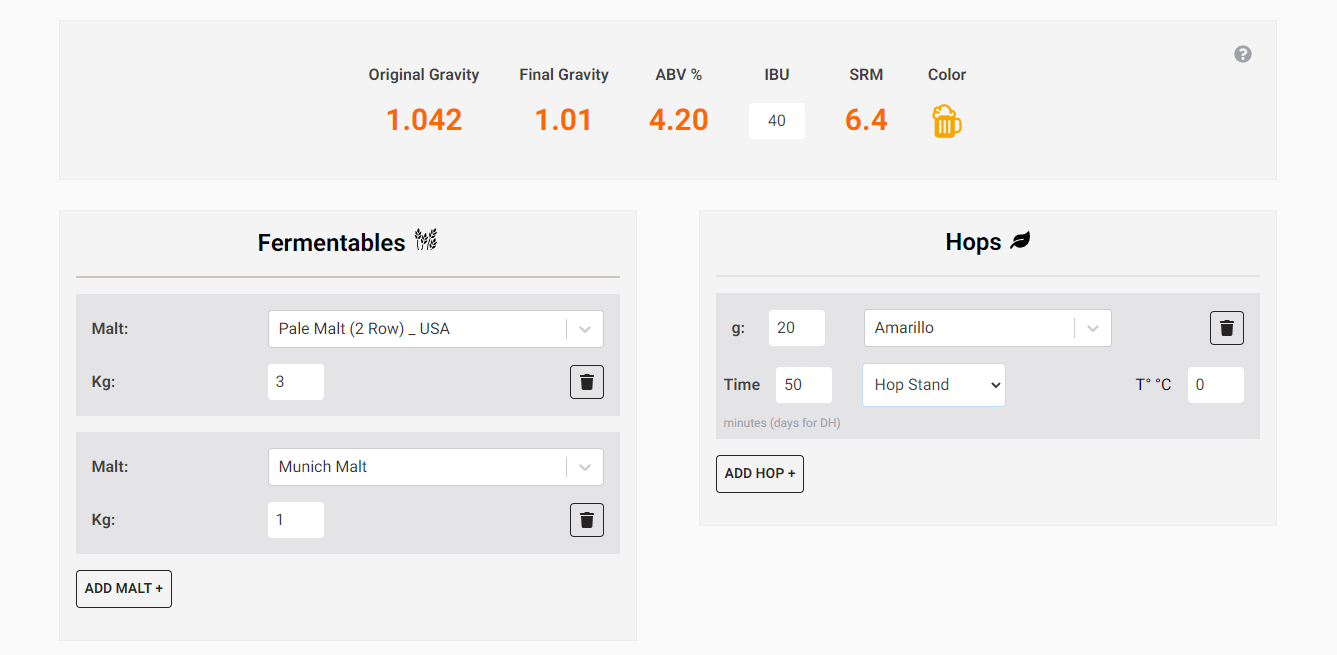 Original Gravity Final Gravity ABV % IBU SRM Color
1.042 1.01 4.20 40 6.4
Fermentables
Malt: Pale Malt (2 Row) _ USA
Kg: 3
Malt: Munich Malt
Kg: 1
ADD MALT +
Hops
g: 20 Amarillo
Time 50 Hop Stand T° °C 0
minutes (days for DH)
ADD HOP +